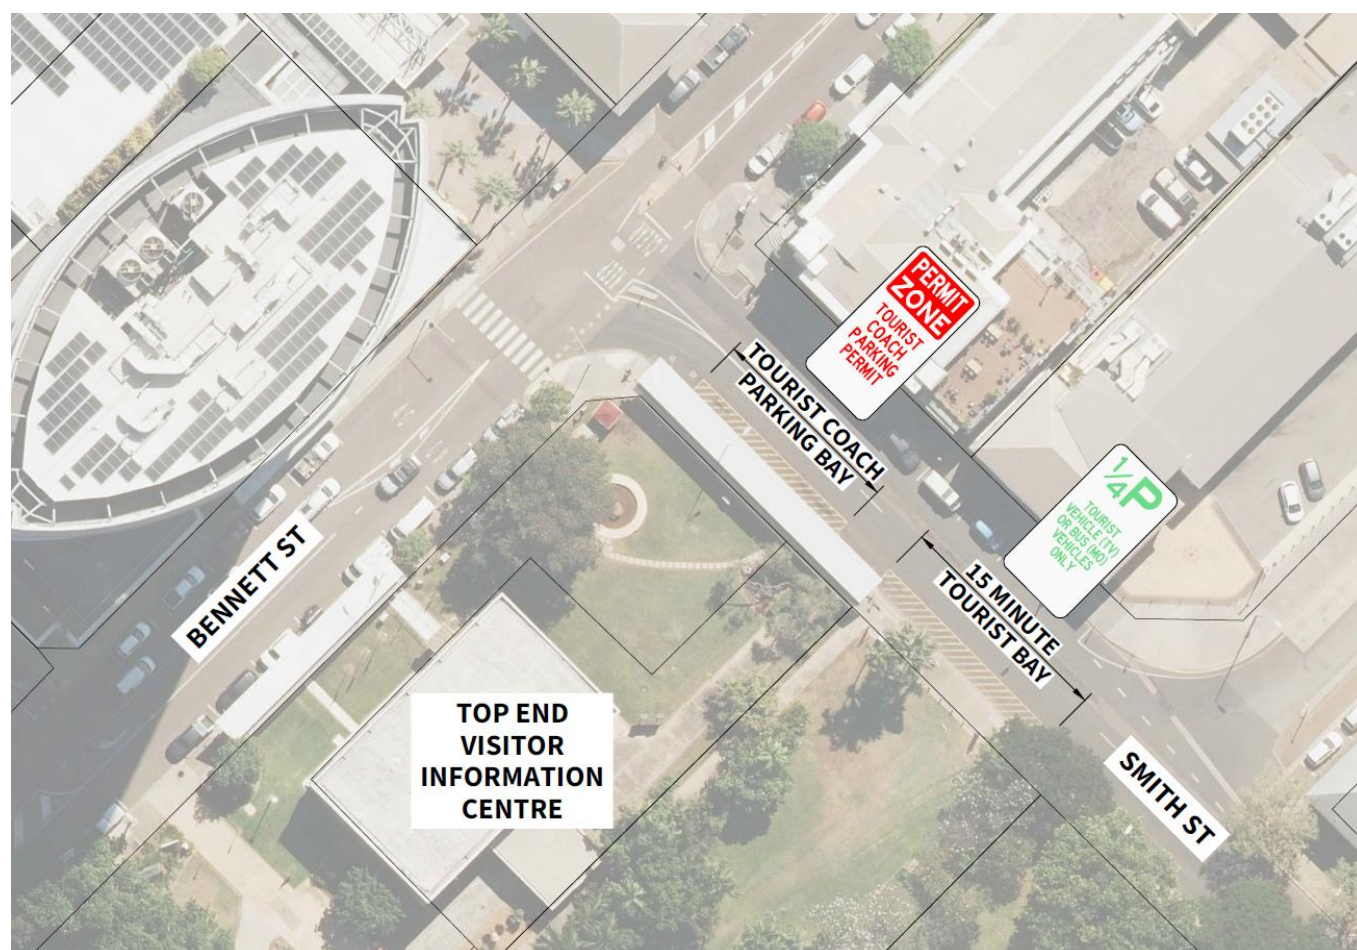 PERMIT
ZONE
TOURIST
COACH
PARKING
PERMIT
TOURIST COACH
PARKING BAY
1/4P
TOURIST
VEHICLE (TV)
OR BUS (MO)
VEHICLES
ONLY
15 MINUTE
TOURIST BAY
BENNETT ST
TOP END
VISITOR
INFORMATION
CENTRE
SMITH ST